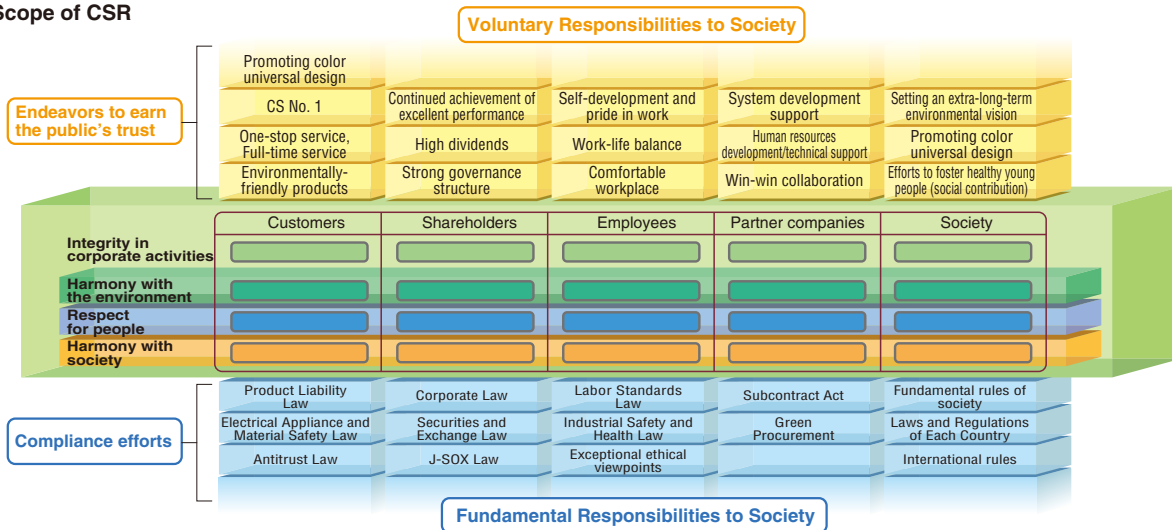 Scope of CSR
Voluntary Responsibilities to Society
Endeavors to earn
the public's trust
Promoting color
universal design
CS No. 1
Continued achievement of
excellent performance
Self-development and
pride in work
System development
support
Setting an extra-long-term
environmental vision
One-stop service,
Full-time service
High dividends
Work-life balance
Human resources
development/technical support
Promoting color
universal design
Environmentally-
friendly products
Strong governance
structure
Comfortable
workplace
Win-win collaboration
Efforts to foster healthy young
people (social contribution)
Customers
Shareholders
Employees
Partner companies
Society
Integrity in
corporate activities
Harmony with
the environment
Respect
for people
Harmony with
society
Compliance efforts
Product Liability
Law
Corporate Law
Labor Standards
Law
Subcontract Act
Fundamental rules of
society
Electrical Appliance and
Material Safety Law
Securities and
Exchange Law
Industrial Safety and
Health Law
Green
Procurement
Laws and Regulations
of Each Country
Antitrust Law
J-SOX Law
Exceptional ethical
viewpoints
International rules
Fundamental Responsibilities to Society